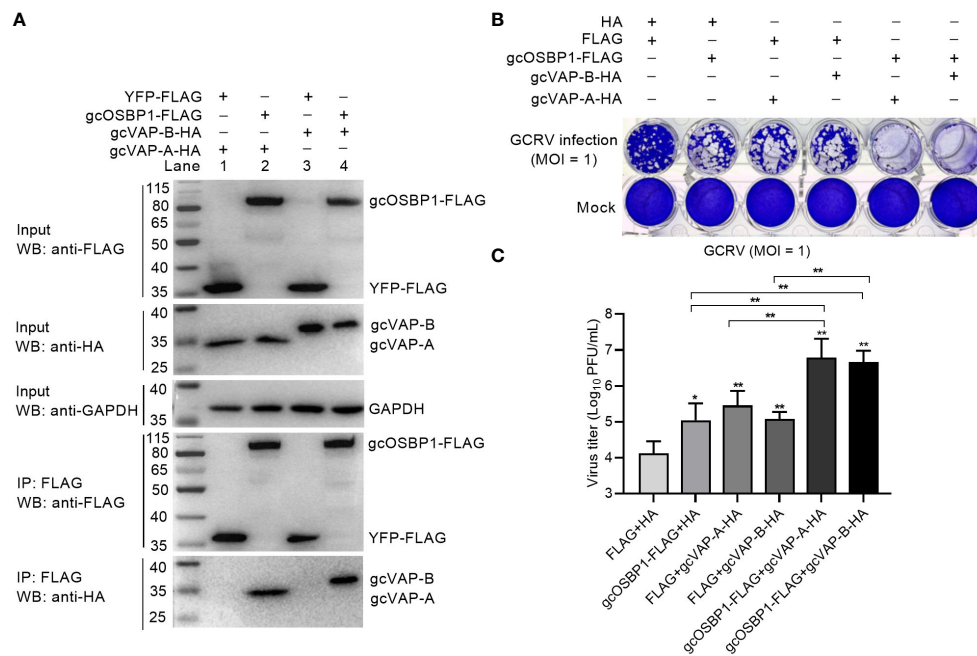 A
YFP-FLAG + − + −
gcOSBP1-FLAG − + − +
gcVAP-B-HA − − + +
gcVAP-A-HA + + − −
Lane 1 2 3 4
Input
WB: anti-FLAG
115
80
65
50
40
35
gcOSBP1-FLAG
YFP-FLAG
Input
WB: anti-HA
40
35
25
gcVAP-B
gcVAP-A
Input
WB: anti-GAPDH
40
35
GAPDH
IP: FLAG
WB: anti-FLAG
115
80
65
50
40
35
gcOSBP1-FLAG
YFP-FLAG
IP: FLAG
WB: anti-HA
40
35
25
gcVAP-B
gcVAP-A
B
HA + + − − − −
FLAG + − + + − −
gcOSBP1-FLAG − + − − + +
gcVAP-B-HA − − − + − +
gcVAP-A-HA − − + − + −
GCRV infection
(MOI = 1)
Mock
C
GCRV (MOI = 1)
**
**
**
**
Virus titer (Log10 PFU/mL)
8
7
6
5
4
3
*
**
**
**
**
FLAG+HA
gcOSBP1-FLAG+HA
FLAG+gcVAP-A-HA
FLAG+gcVAP-B-HA
gcOSBP1-FLAG+gcVAP-A-HA
gcOSBP1-FLAG+gcVAP-B-HA